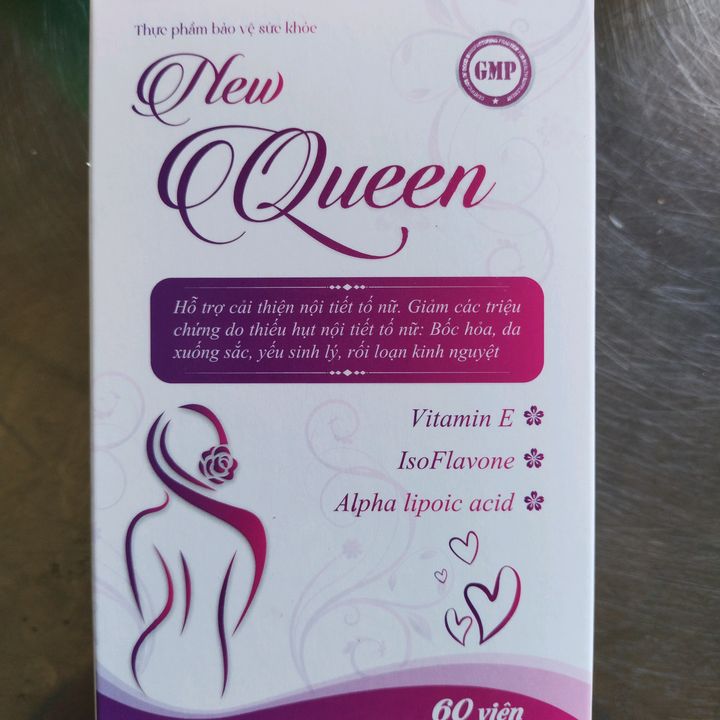 Thực phẩm bảo vệ sức khỏe
New
GMP
Queen
Hỗ trợ cải thiện nội tiết tố nữ. Giảm các triệu
chứng do thiếu hụt nội tiết tố nữ: Bốc hỏa, da
xuống sắc, yếu sinh lý, rối loạn kinh nguyệt
Vitamin E
IsoFlavone
Alpha lipoic acid
60 viên